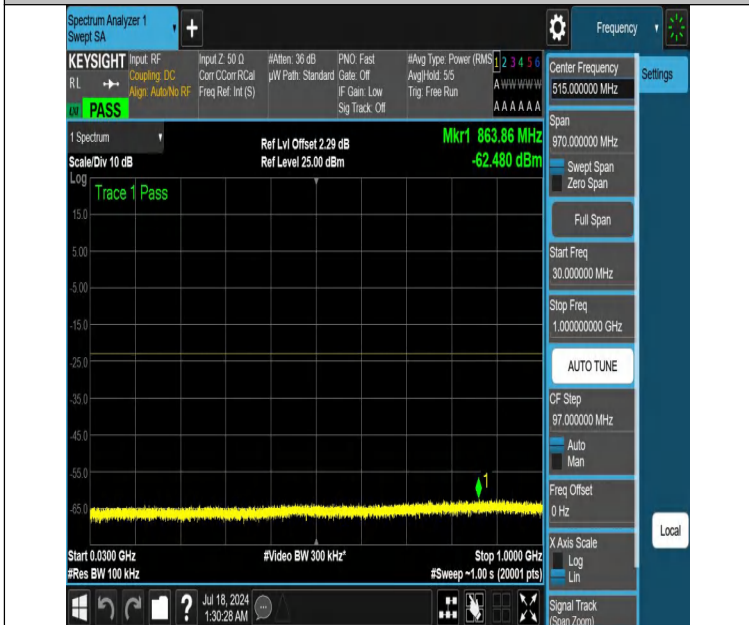 Spectrum Analyzer 1
Swept SA
+
Frequency
KEYSIGHT
RL
PASS
Input: RF
Coupling: DC
Align: Auto/No RF
Input Z: 50 Ω
Corr CCorr RCal
Freq Ref: Int (S)
#Atten: 36 dB
µW Path: Standard
PNO: Fast
Gate: Off
IF Gain: Low
Sig Track: Off
#Avg Type: Power (RMS
Avg|Hold: 5/5
Trig: Free Run
1 2 3 4 5 6
A W W W W W
A A A A A A
1 Spectrum
Scale/Div 10 dB
Log
Ref Lvl Offset 2.29 dB
Ref Level 25.00 dBm
Mkr1 863.86 MHz
-62.480 dBm
Trace 1 Pass
15.0
5.00
-5.00
-15.0
-25.0
-35.0
-45.0
-55.0
-65.0
1
Start 0.0300 GHz
#Res BW 100 kHz
#Video BW 300 kHz*
Stop 1.0000 GHz
#Sweep ~1.00 s (20001 pts)
?
Jul 18, 2024
1:30:28 AM
Center Frequency
515.000000 MHz
Settings
Span
970.000000 MHz
Swept Span
Zero Span
Full Span
Start Freq
30.000000 MHz
Stop Freq
1.000000000 GHz
AUTO TUNE
CF Step
97.000000 MHz
Auto
Man
Freq Offset
0 Hz
Local
X Axis Scale
Log
Lin
Signal Track
(Span Zoom)